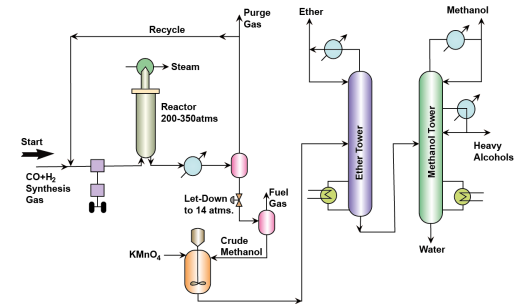 Purge
Gas
Recycle
Steam
Reactor
200-350atms
Start
CO+H2
Synthesis
Gas
Let-Down
to 14 atms.
Fuel
Gas
Crude
Methanol
KMnO4
Ether
Ether Tower
Methanol
Methanol Tower
Heavy
Alcohols
Water